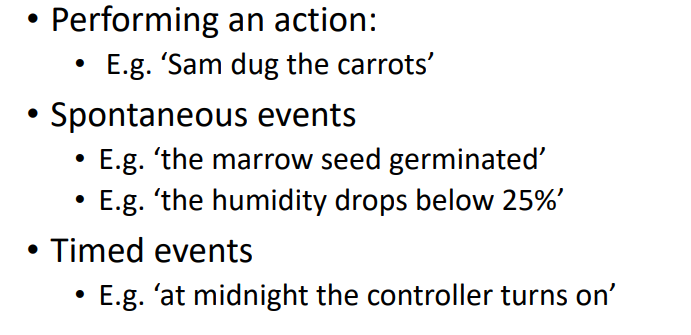 • Performing an action:
• E.g. ‘Sam dug the carrots’
• Spontaneous events
• E.g. ‘the marrow seed germinated’
• E.g. ‘the humidity drops below 25%’
• Timed events
• E.g. ‘at midnight the controller turns on’